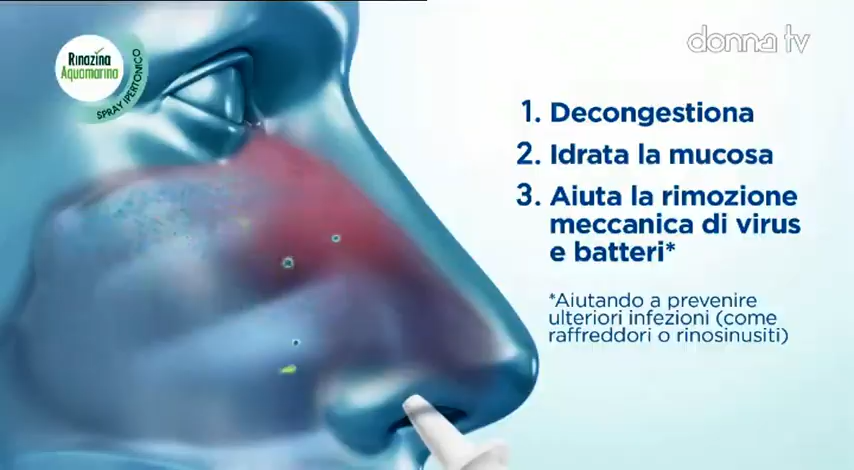 Rinazina
Aquamarina
SPRAY IPERTONICO
donna tv
1. Decongestiona
2. Idrata la mucosa
3. Aiuta la rimozione
meccanica di virus
e batteri*
*Aiutando a prevenire
ulteriori infezioni (come
raffreddori o rinosinusiti)